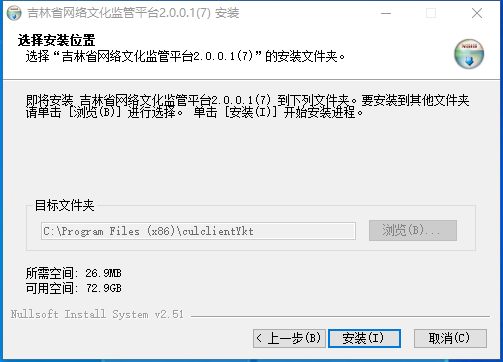 吉林省网络文化监管平台2.0.0.1(7) 安装
选择安装位置
选择“吉林省网络文化监管平台2.0.0.1(7)”的安装文件夹。
即将安装 吉林省网络文化监管平台2.0.0.1(7) 到下列文件夹。要安装到其他文件夹
请单击 [浏览(B)] 进行选择。 单击 [安装(I)] 开始安装进程。
目标文件夹
C:\Program Files (x86)\culclientYkt
浏览(B)...
所需空间: 26.9MB
可用空间: 72.9GB
Nullsoft Install System v2.51
< 上一步(B)
安装(I)
取消(C)